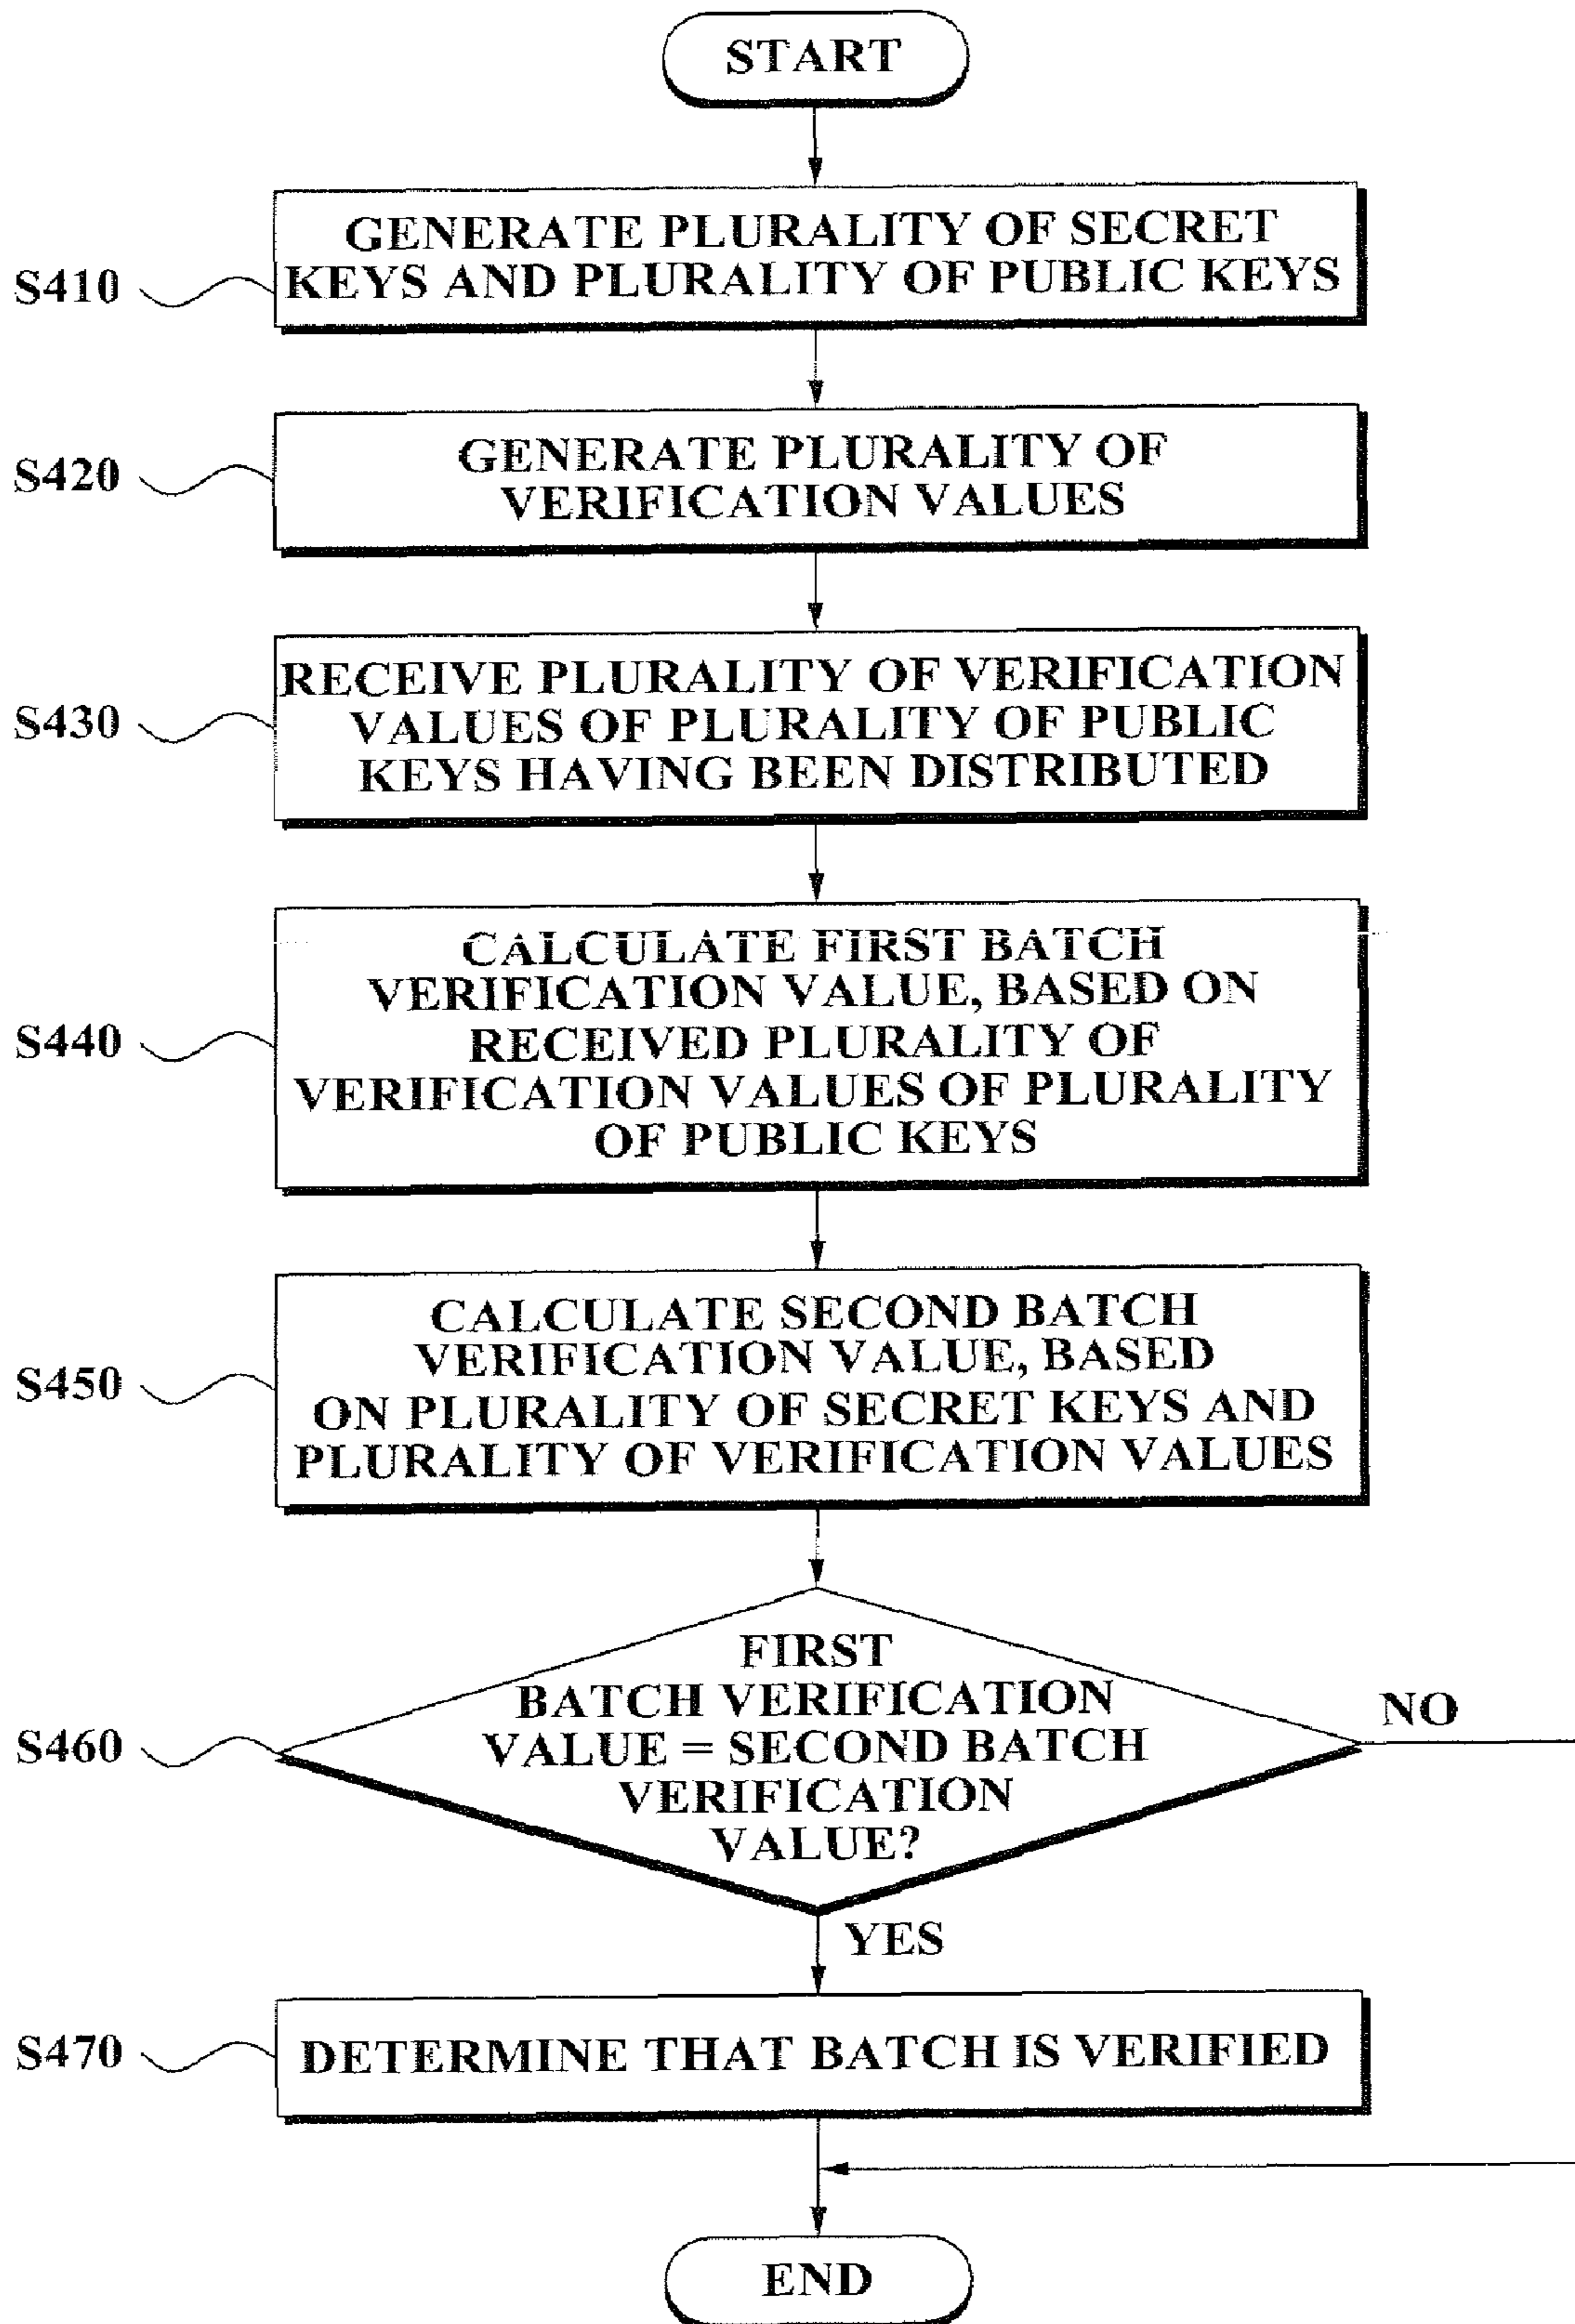 START
GENERATE PLURALITY OF SECRET
KEYS AND PLURALITY OF PUBLIC KEYS
S410
GENERATE PLURALITY OF
VERIFICATION VALUES
S420
RECEIVE PLURALITY OF VERIFICATION
VALUES OF PLURALITY OF PUBLIC
KEYS HAVING BEEN DISTRIBUTED
S430
CALCULATE FIRST BATCH
VERIFICATION VALUE, BASED ON
RECEIVED PLURALITY OF
VERIFICATION VALUES OF PLURALITY
OF PUBLIC KEYS
S440
CALCULATE SECOND BATCH
VERIFICATION VALUE, BASED
ON PLURALITY OF SECRET KEYS AND
PLURALITY OF VERIFICATION VALUES
S450
FIRST
BATCH VERIFICATION
VALUE = SECOND BATCH
VERIFICATION
VALUE?
S460
NO
YES
DETERMINE THAT BATCH IS VERIFIED
S470
END